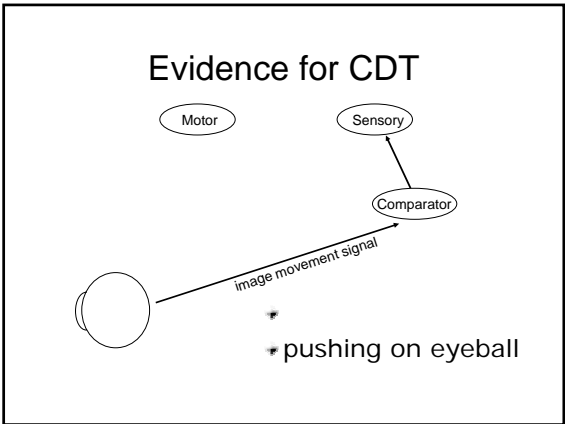 Evidence for CDT
Motor
Sensory
Comparator
image movement signal
pushing on eyeball